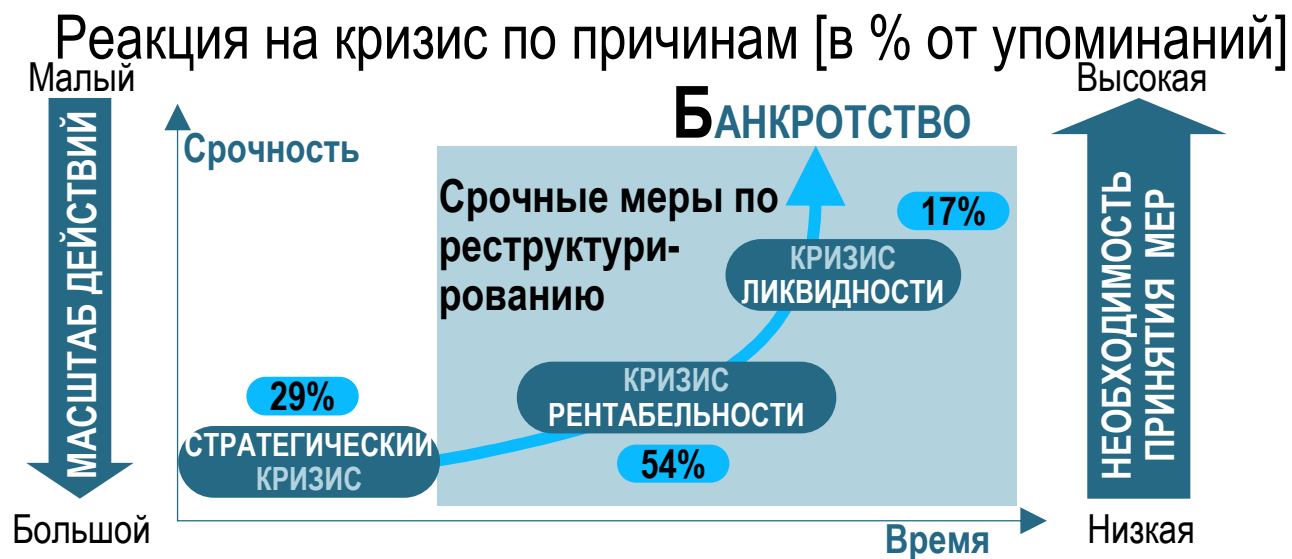 Реакция на кризис по причинам [в % от упоминаний]
Малый
Высокая
БАНКРОТСТВО
МАСШТАБ ДЕЙСТВИЙ
Срочность
Срочные меры по
реструктури-
рованию
17%
КРИЗИС
ЛИКВИДНОСТИ
НЕОБХОДИМОСТЬ
ПРИНЯТИЯ МЕР
29%
КРИЗИС
РЕНТАБЕЛЬНОСТИ
СТРАТЕГИЧЕСКИЙ
КРИЗИС
54%
Большой
Время
Низкая